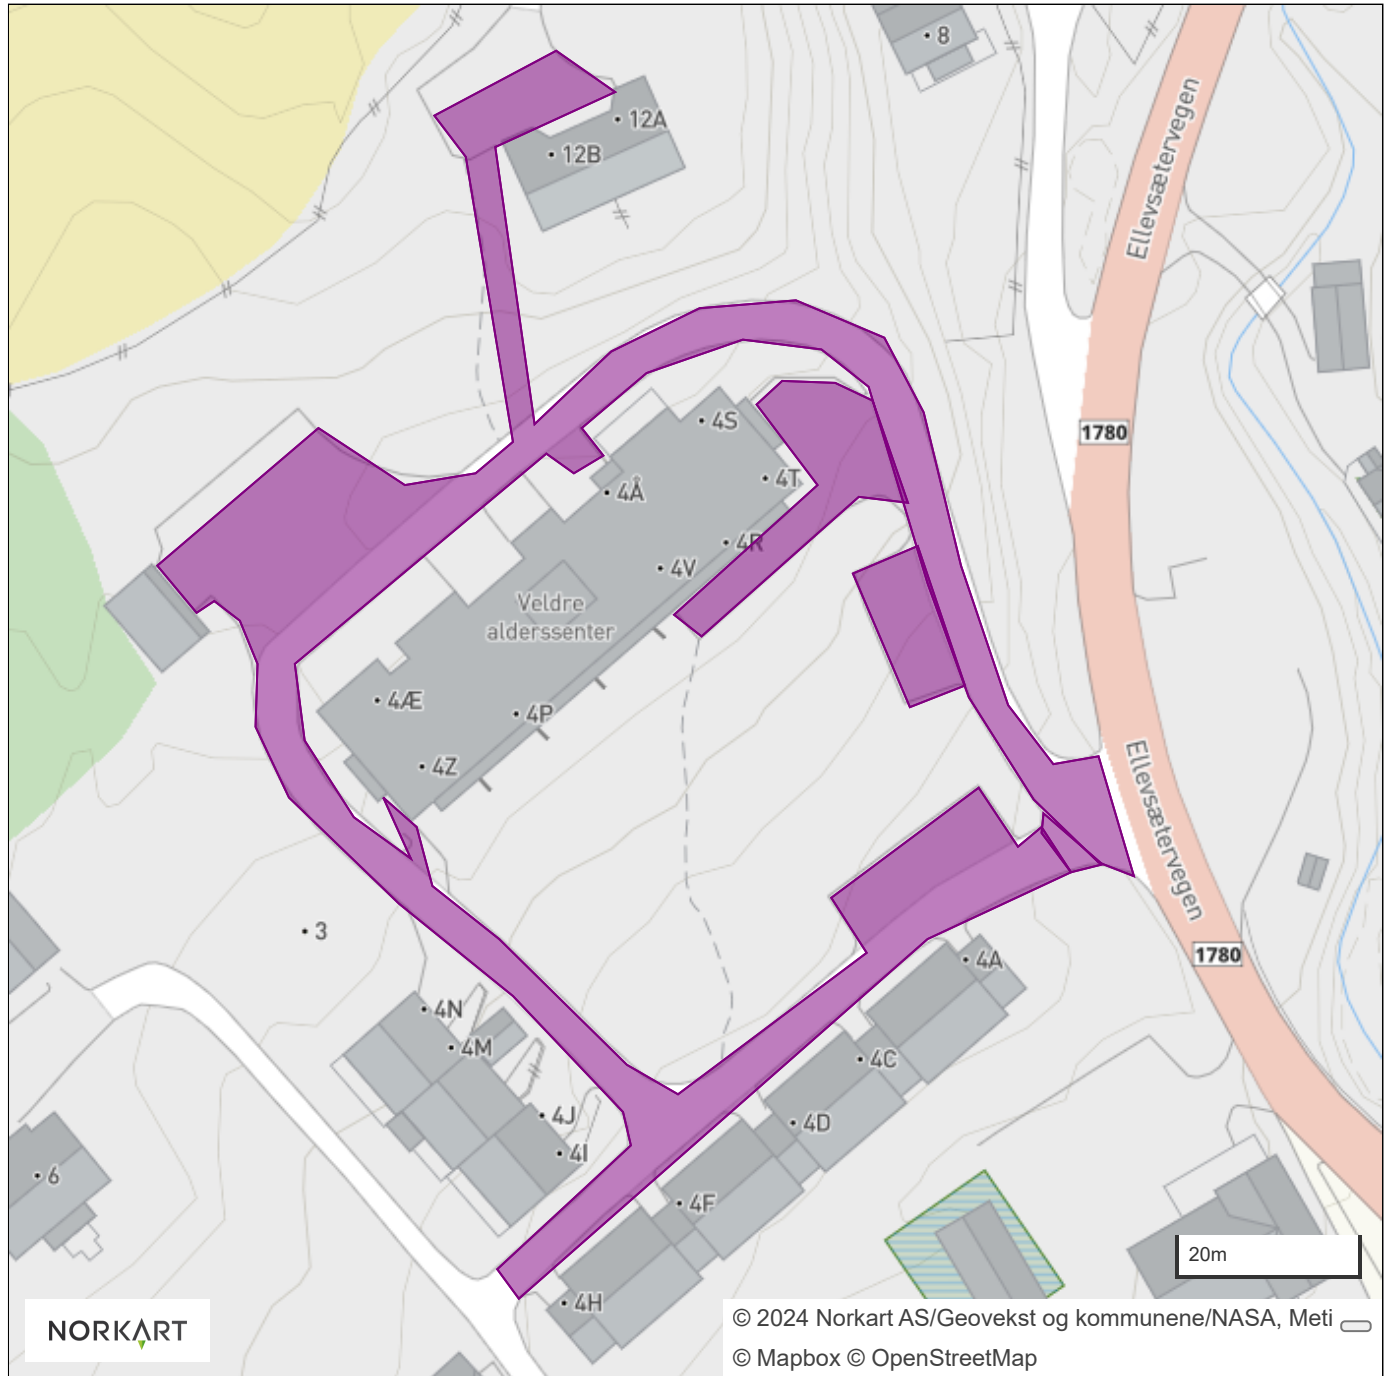 8
12A
12B
Ellevsætervegen
1780
4S
4T
4Å
4R
4V
Veldre
alderssenter
4Æ
4P
4Z
Ellevsætervegen
3
1780
4A
4N
4M
4C
4J
4D
4I
6
4F
4H
20m
NORKART
© 2024 Norkart AS/Geovekst og kommunene/NASA, Meti
© Mapbox © OpenStreetMap